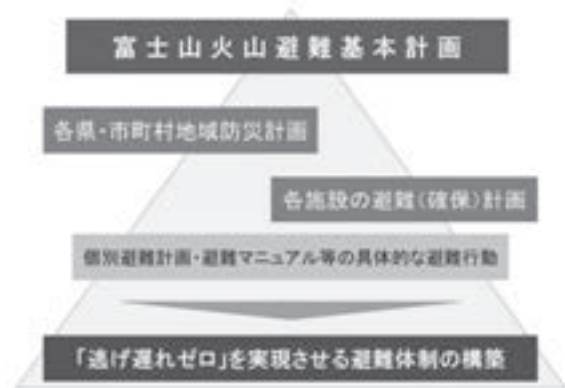 富士山火山避難基本計画
各県・市町村地域防災計画
各施設の避難(確保)計画
個別避難計画・避難マニュアル等の具体的な避難行動
「逃げ遅れゼロ」を実現させる避難体制の構築